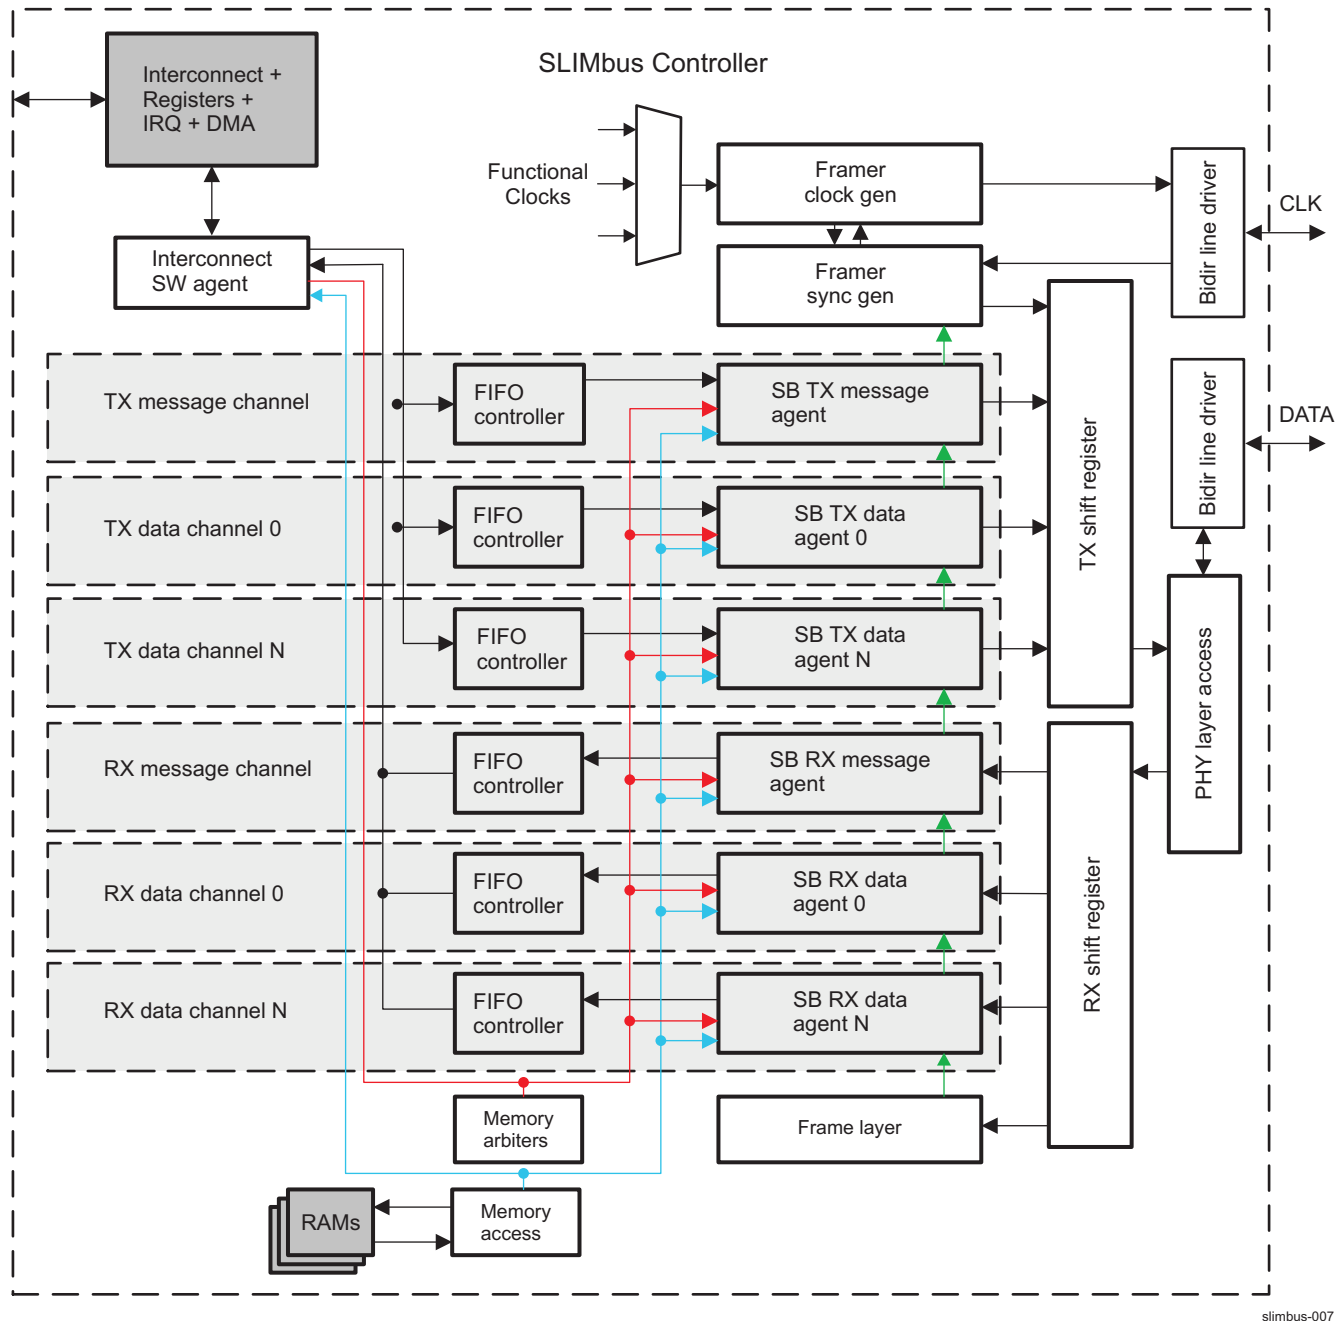 SLIMbus Controller
Interconnect +
Registers +
IRQ + DMA
Functional
Clocks
Framer
clock gen
Bidir line driver
CLK
Interconnect
SW agent
Framer
sync gen
TX message channel
FIFO
controller
SB TX message
agent
TX shift register
Bidir line driver
DATA
TX data channel 0
FIFO
controller
SB TX data
agent 0
TX data channel N
FIFO
controller
SB TX data
agent N
PHY layer access
RX message channel
FIFO
controller
SB RX message
agent
RX data channel 0
FIFO
controller
SB RX data
agent 0
RX shift register
RX data channel N
FIFO
controller
SB RX data
agent N
Memory
arbiters
Frame layer
RAMs
Memory
access
slimbus-007